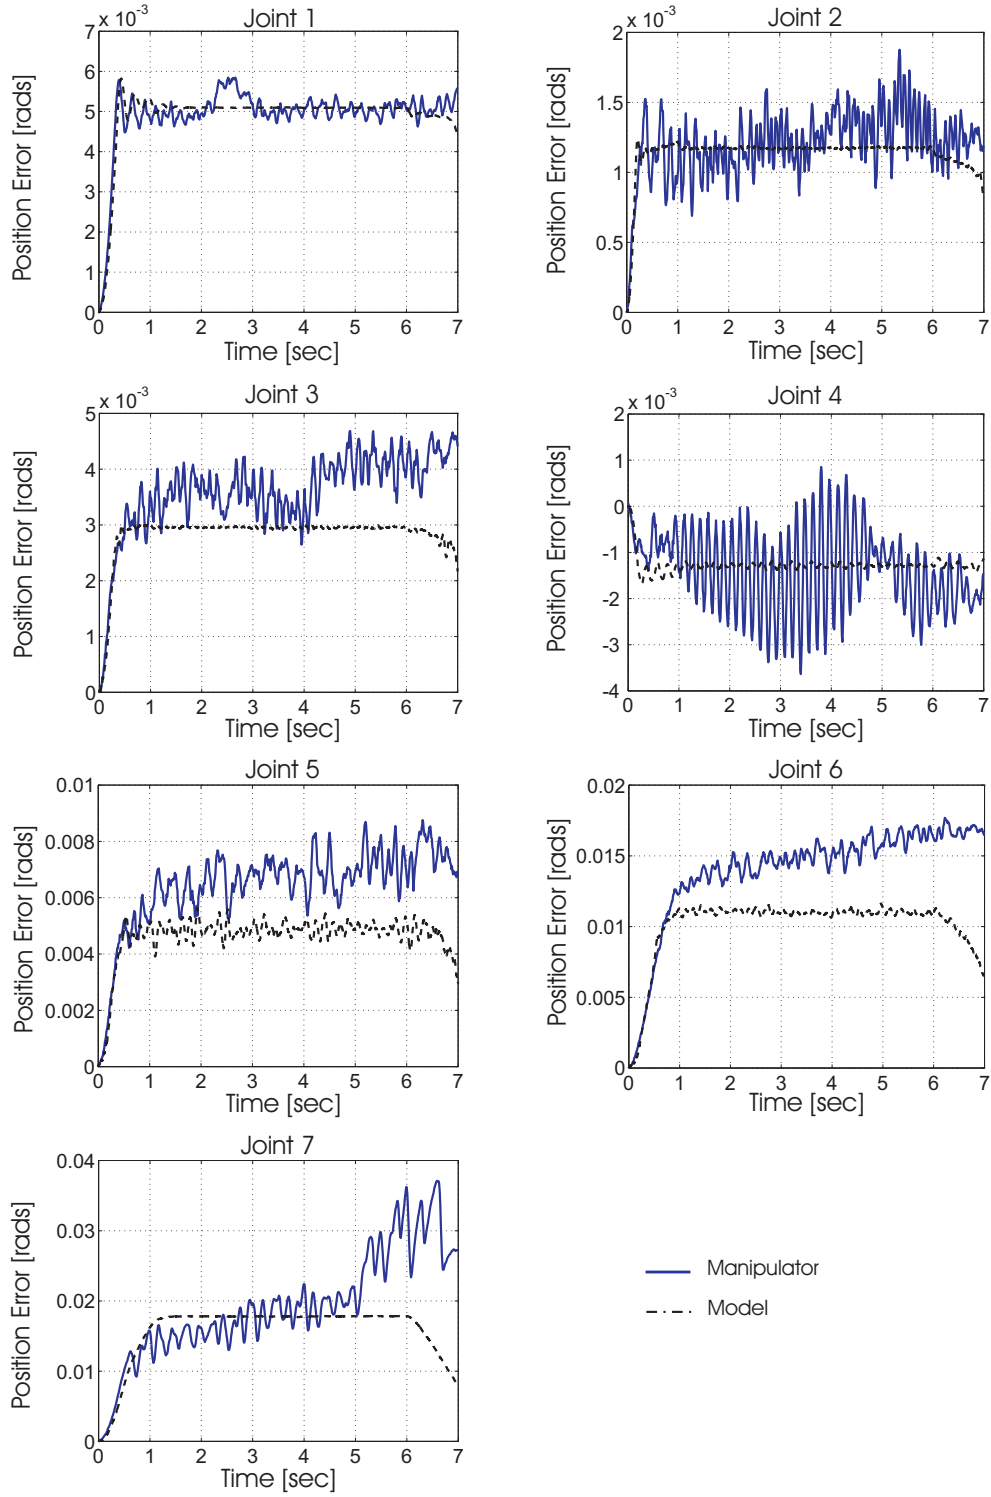 Joint 1
x 10-3
Position Error [rads]
7
6
5
4
3
2
1
0
0 1 2 3 4 5 6 7
Time [sec]
Joint 2
x 10-3
Position Error [rads]
2
1.5
1
0.5
0
0 1 2 3 4 5 6 7
Time [sec]
Joint 3
x 10-3
Position Error [rads]
5
4
3
2
1
0
0 1 2 3 4 5 6 7
Time [sec]
Joint 4
x 10-3
Position Error [rads]
2
1
0
-1
-2
-3
-4
0 1 2 3 4 5 6 7
Time [sec]
Joint 5
Position Error [rads]
0.01
0.008
0.006
0.004
0.002
0
0 1 2 3 4 5 6 7
Time [sec]
Joint 6
Position Error [rads]
0.02
0.015
0.01
0.005
0
0 1 2 3 4 5 6 7
Time [sec]
Joint 7
Position Error [rads]
0.04
0.03
0.02
0.01
0
0 1 2 3 4 5 6 7
Time [sec]
Manipulator
Model